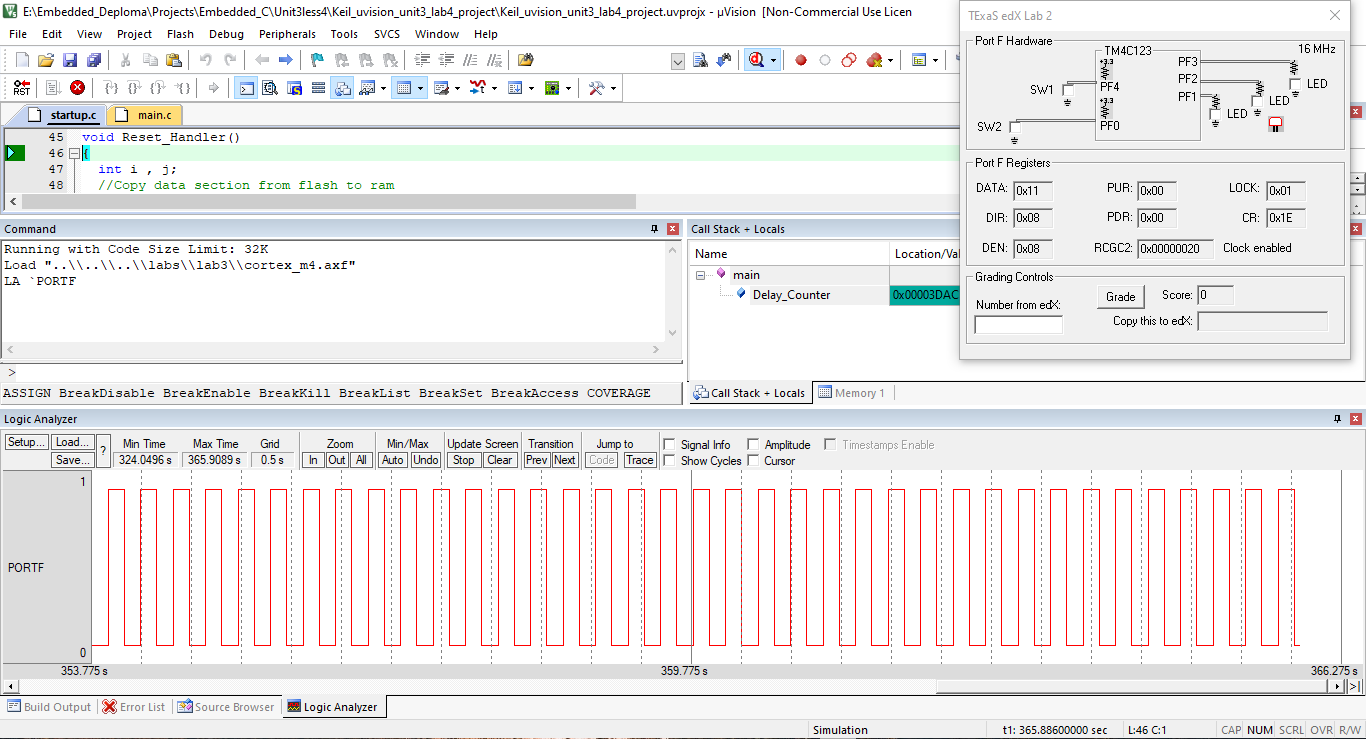 E:\Embedded_Deploma\Projects\Embedded_C\Unit3less4\Keil_uvision_unit3_lab4_project\Keil_uvision_unit3_lab4_project.uvprojx - µVision [Non-Commercial Use Licen
File Edit View Project Flash Debug Peripherals Tools SVCS Window Help
RST
startup.c main.c
45 void Reset_Handler()
46 {
47 int i , j;
48 //Copy data section from flash to ram
Command
Running with Code Size Limit: 32K
Load "..\\..\\..\\labs\\lab3\\cortex_m4.axf"
LA `PORTF
>
ASSIGN BreakDisable BreakEnable BreakKill BreakList BreakSet BreakAccess COVERAGE
Call Stack + Locals
Name Location/Val
main
Delay_Counter 0x00003DAC
Call Stack + Locals Memory 1
TExaS edX Lab 2
Port F Hardware
TM4C123 16 MHz
+3.3 PF3
SW1 PF4 PF2 LED
+3.3 PF1 LED
SW2 PF0 LED
Port F Registers
DATA: 0x11 PUR: 0x00 LOCK: 0x01
DIR: 0x08 PDR: 0x00 CR: 0x1E
DEN: 0x08 RCGC2: 0x00000020 Clock enabled
Grading Controls
Number from edX: Grade Score: 0
Copy this to edX:
Logic Analyzer
Setup... Load... ? Min Time Max Time Grid Zoom Min/Max Update Screen Transition Jump to Signal Info Amplitude Timestamps Enable
Save... 324.0496 s 365.9089 s 0.5 s In Out All Auto Undo Stop Clear Prev Next Code Trace Show Cycles Cursor
1
PORTF
0
353.775 s 359.775 s 366.275 s
Build Output Error List Source Browser Logic Analyzer
Simulation t1: 365.88600000 sec L:46 C:1 CAP NUM SCRL OVR R/W